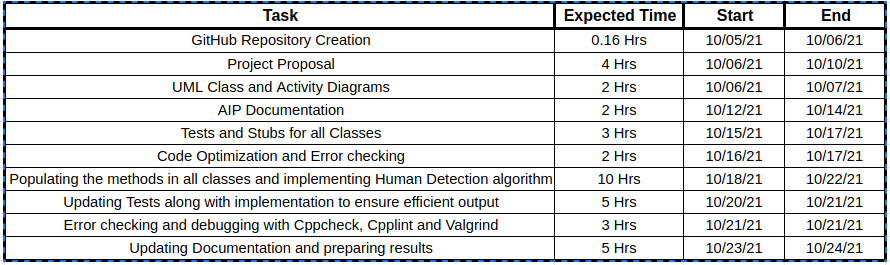 Task Expected Time Start End
GitHub Repository Creation 0.16 Hrs 10/05/21 10/06/21
Project Proposal 4 Hrs 10/06/21 10/10/21
UML Class and Activity Diagrams 2 Hrs 10/06/21 10/07/21
AIP Documentation 2 Hrs 10/12/21 10/14/21
Tests and Stubs for all Classes 3 Hrs 10/15/21 10/17/21
Code Optimization and Error checking 2 Hrs 10/16/21 10/17/21
Populating the methods in all classes and implementing Human Detection algorithm 10 Hrs 10/18/21 10/22/21
Updating Tests along with implementation to ensure efficient output 5 Hrs 10/20/21 10/21/21
Error checking and debugging with Cppcheck, Cpplint and Valgrind 3 Hrs 10/21/21 10/21/21
Updating Documentation and preparing results 5 Hrs 10/23/21 10/24/21